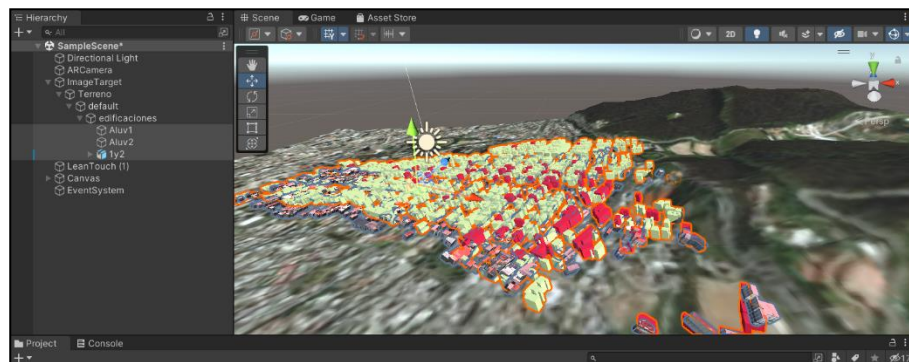 Hierarchy
Scene
Game
Asset Store
All
2D
SampleScene*
Directional Light
ARCamera
ImageTarget
Terreno
default
edificaciones
Aluv1
Aluv2
1y2
LeanTouch (1)
Canvas
EventSystem
Persp
Project
Console